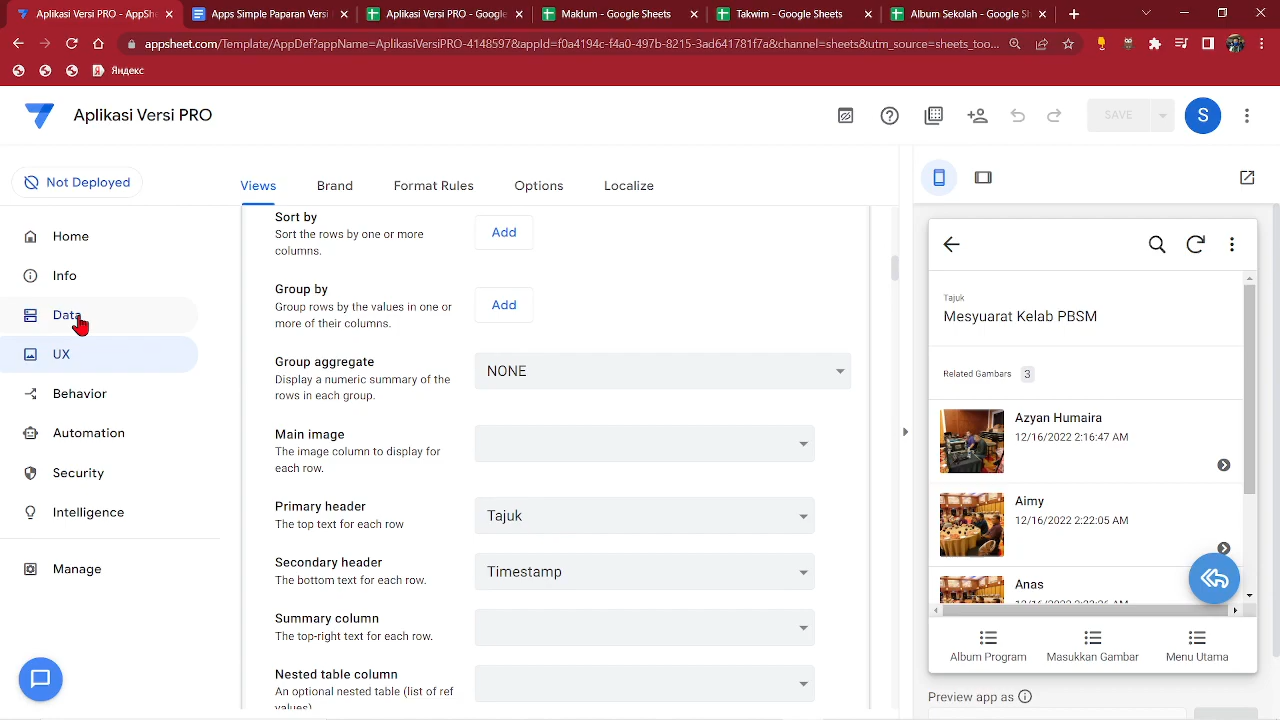 Aplikasi Versi PRO - AppShe
Apps Simple Paparan Versi
Aplikasi Versi PRO - Google
Maklum - Google Sheets
Takwim - Google Sheets
Album Sekolah - Google Sh
appsheet.com/Template/AppDef?appName=AplikasiVersiPRO-4148597&appId=f0a4194c-f4a0-497b-8215-3ad641781f7a&channel=sheets&utm_source=sheets_too...
Яндекс
Aplikasi Versi PRO
SAVE
S
Not Deployed
Views
Brand
Format Rules
Options
Localize
Home
Info
Data
UX
Behavior
Automation
Security
Intelligence
Manage
Sort by
Sort the rows by one or more
columns.
Add
Group by
Group rows by the values in one or
more of their columns.
Add
Group aggregate
Display a numeric summary of the
rows in each group.
NONE
Main image
The image column to display for
each row.
Primary header
The top text for each row
Tajuk
Secondary header
The bottom text for each row.
Timestamp
Summary column
The top-right text for each row.
Nested table column
An optional nested table (list of ref
values)
Tajuk
Mesyuarat Kelab PBSM
Related Gambars 3
Azyan Humaira
12/16/2022 2:16:47 AM
Aimy
12/16/2022 2:22:05 AM
Anas
Album Program
Masukkan Gambar
Menu Utama
Preview app as